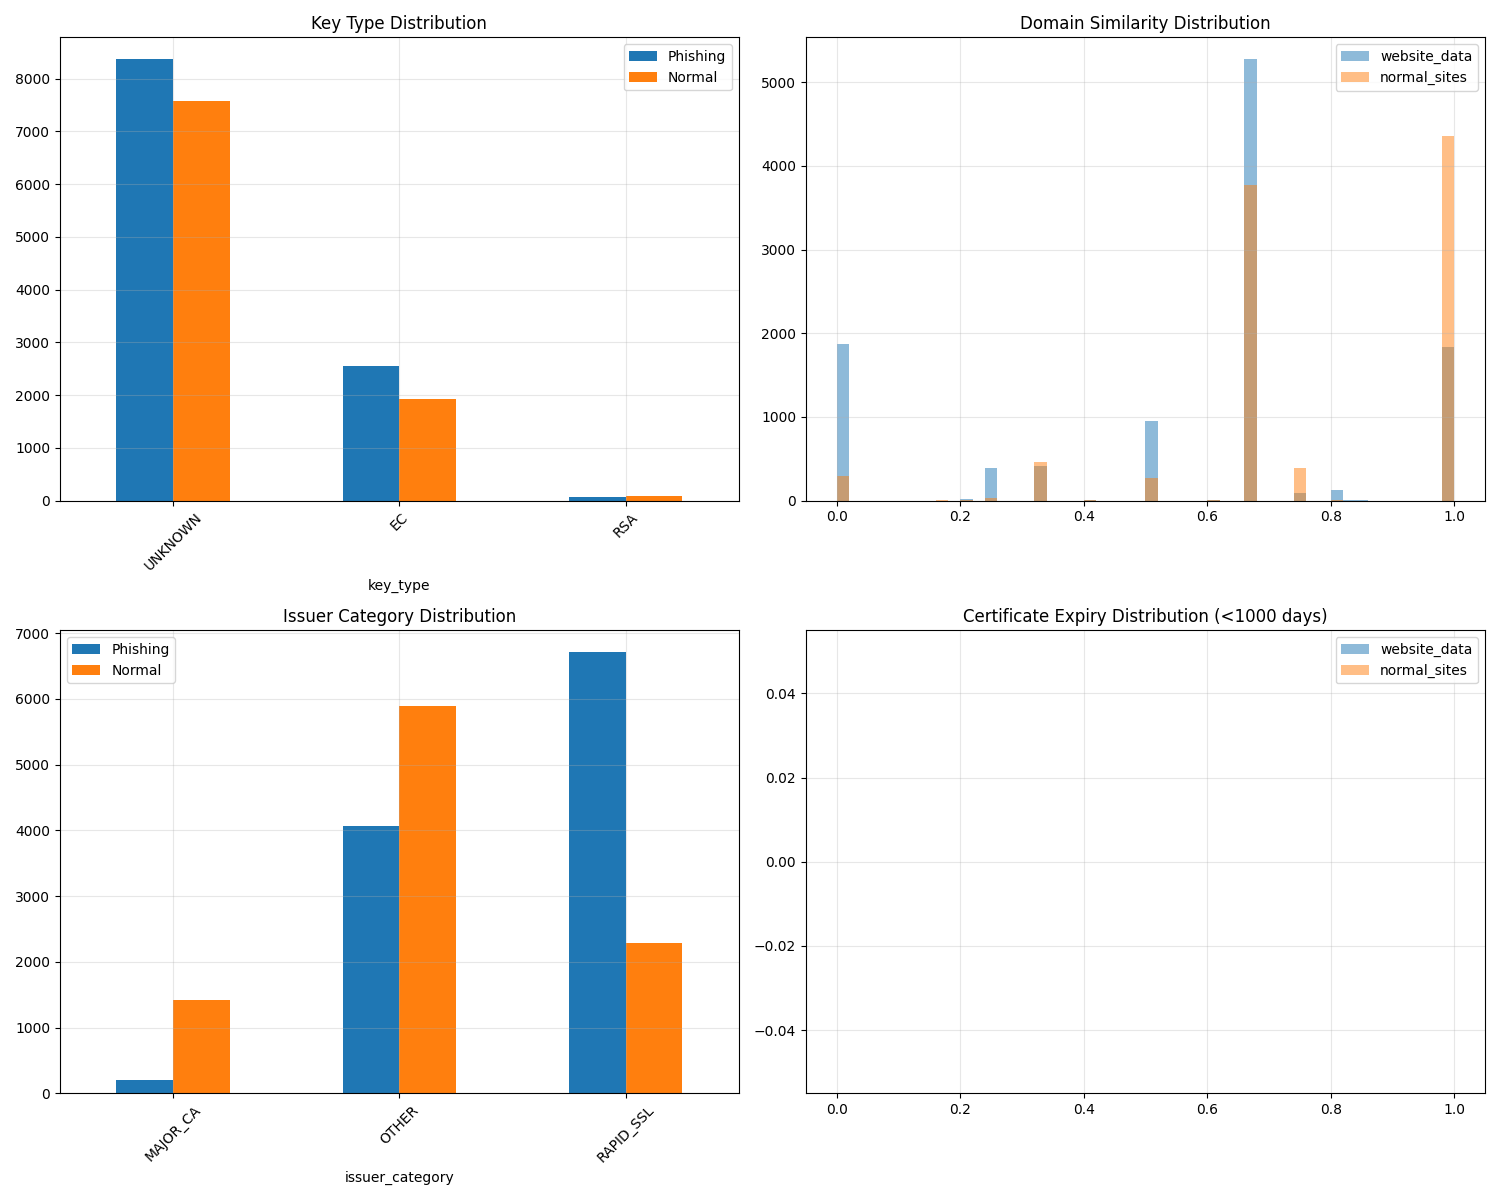 Key Type Distribution
Phishing
Normal
8000
7000
6000
5000
4000
3000
2000
1000
0
UNKNOWN
EC
RSA
key_type
Domain Similarity Distribution
website_data
normal_sites
5000
4000
3000
2000
1000
0
0.0
0.2
0.4
0.6
0.8
1.0
Issuer Category Distribution
Phishing
Normal
7000
6000
5000
4000
3000
2000
1000
0
MAJOR_CA
OTHER
RAPID_SSL
issuer_category
Certificate Expiry Distribution (<1000 days)
website_data
normal_sites
0.04
0.02
0.00
−0.02
−0.04
0.0
0.2
0.4
0.6
0.8
1.0